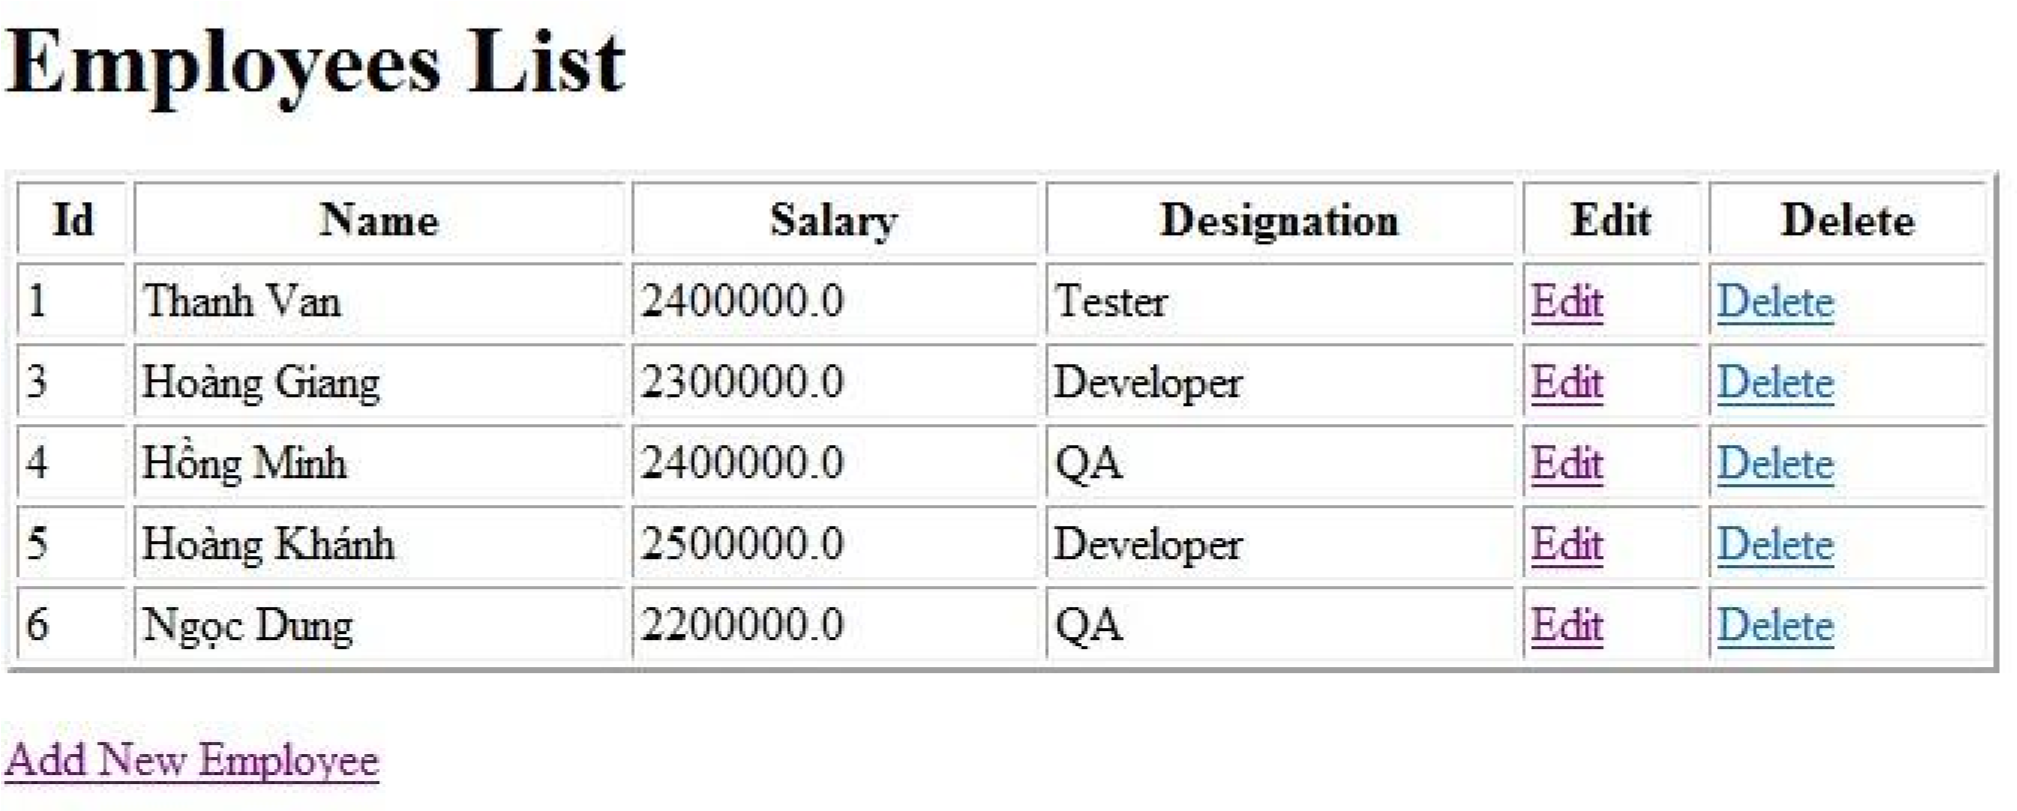 Employees List
Id Name Salary Designation Edit Delete
1 Thanh Van 2400000.0 Tester Edit Delete
3 Hoàng Giang 2300000.0 Developer Edit Delete
4 Hồng Minh 2400000.0 QA Edit Delete
5 Hoàng Khánh 2500000.0 Developer Edit Delete
6 Ngọc Dung 2200000.0 QA Edit Delete
Add New Employee